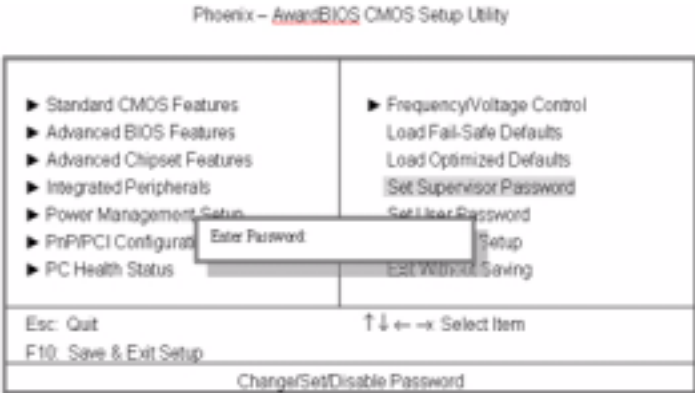 Phoenix – AwardBIOS CMOS Setup Utility
▶ Standard CMOS Features
▶ Advanced BIOS Features
▶ Advanced Chipset Features
▶ Integrated Peripherals
▶ Power Management Setup
▶ PnP/PCI Configurati
▶ PC Health Status
▶ Frequency/Voltage Control
Load Fail-Safe Defaults
Load Optimized Defaults
Set Supervisor Password
Set User Password
Setup
Exit Without Saving
Enter Password:
Esc: Quit
↑↓←→: Select Item
F10: Save & Exit Setup
Change/Set/Disable Password